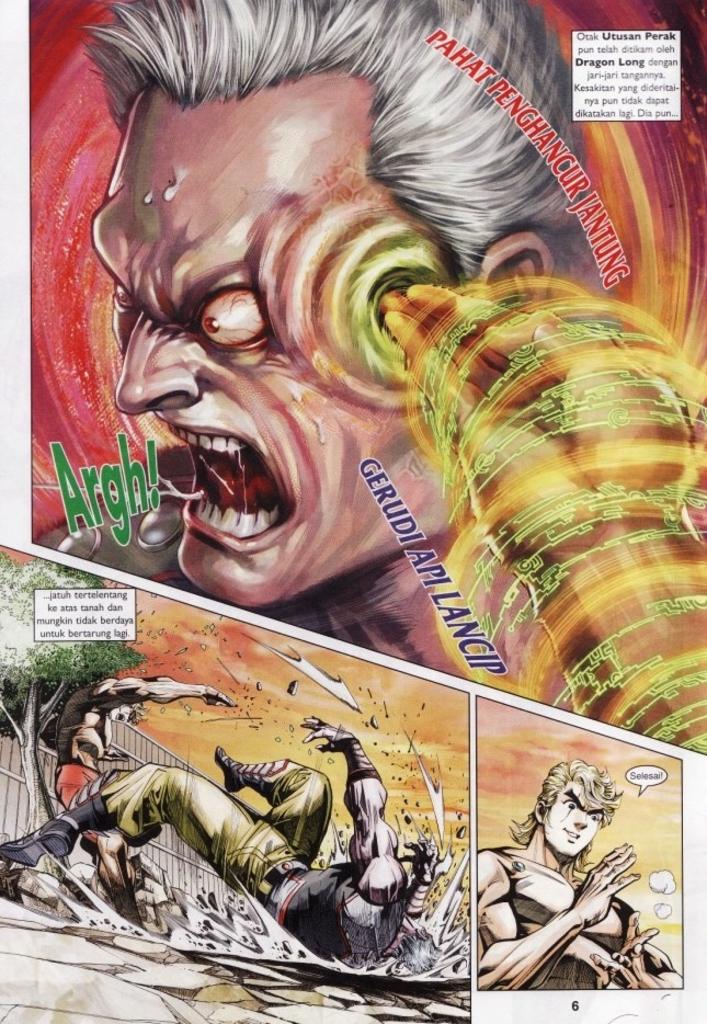 Otak Utusan Perak
pun telah ditikam oleh
Dragon Long dengan
jari-jari tangannya.
Kesakitan yang dideritai-
nya pun tidak dapat
dikatakan lagi. Dia pun...
PAHAT PENGHANCUR JANTUNG
Argh!
GERUDI API LANCIP
...jatuh tertelentang
ke atas tanah dan
mungkin tidak berdaya
untuk bertarung lagi.
Selesai!
6